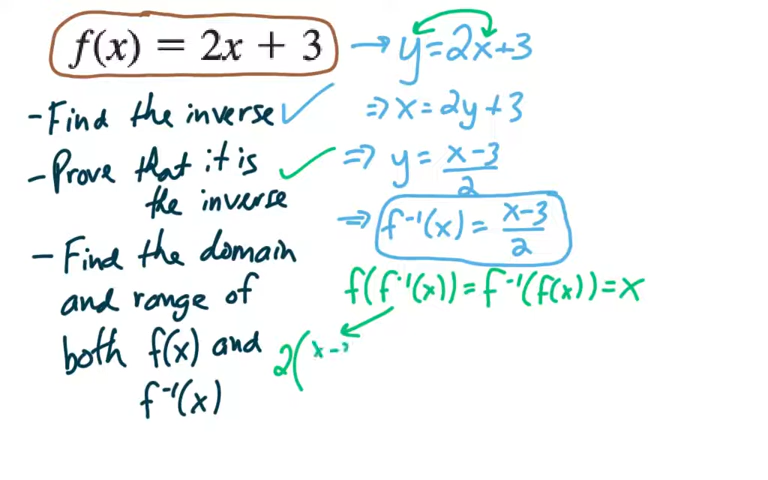 f(x) = 2x + 3
→ y = 2x+3
- Find the inverse ✓
⇒ x = 2y + 3
- Prove that it is ✓
the inverse
⇒ y = x-3/2
⇒ f⁻¹(x) = x-3/2
- Find the domain
and range of
both f(x) and
f⁻¹(x)
f(f⁻¹(x)) = f⁻¹(f(x)) = x
2(x-